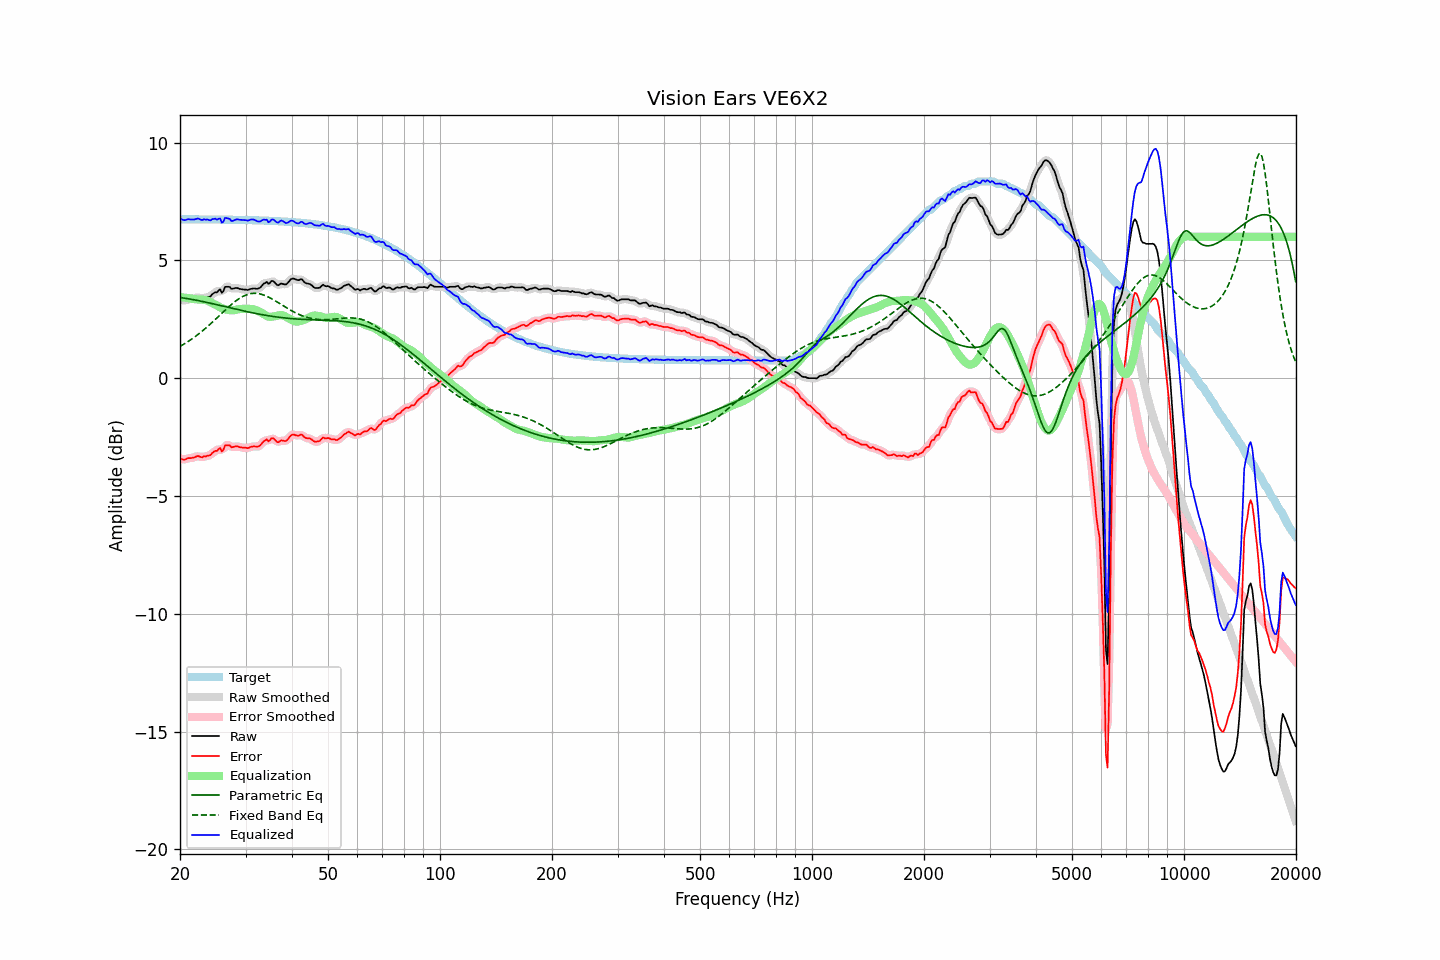 Vision Ears VE6X2
10
5
0
−5
−10
−15
−20
Amplitude (dBr)
Target
Raw Smoothed
Error Smoothed
Raw
Error
Equalization
Parametric Eq
Fixed Band Eq
Equalized
20 50 100 200 500 1000 2000 5000 10000 20000
Frequency (Hz)